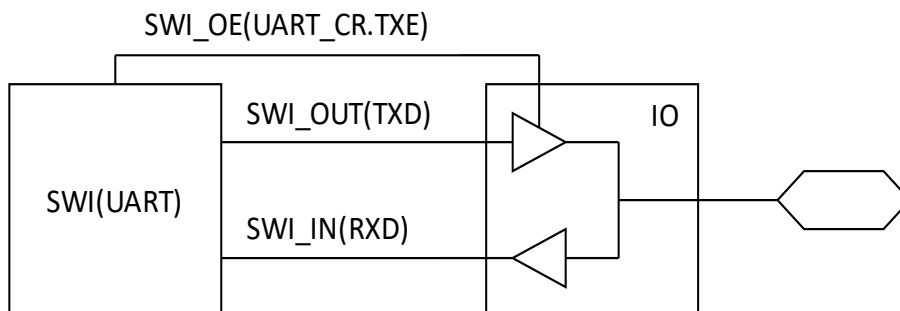 SWI_OE(UART_CR.TXE)
SWI_OUT(TXD)
IO
SWI(UART)
SWI_IN(RXD)